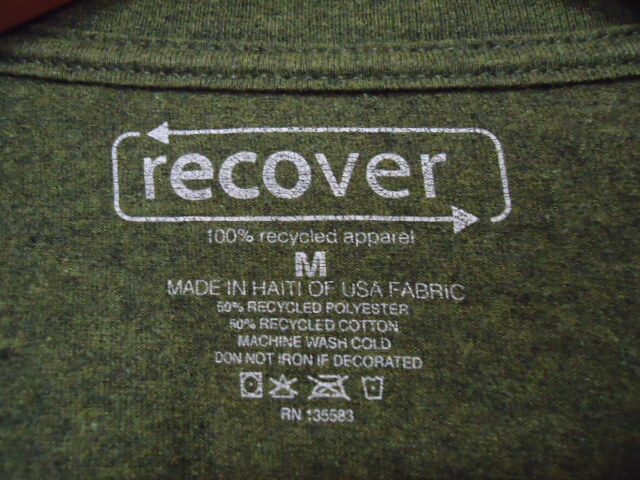 recover
100% recycled apparel
M
MADE IN HAITI OF USA FABRIC
50% RECYCLED POLYESTER
50% RECYCLED COTTON
MACHINE WASH COLD
DON NOT IRON IF DECORATED
RN 135583